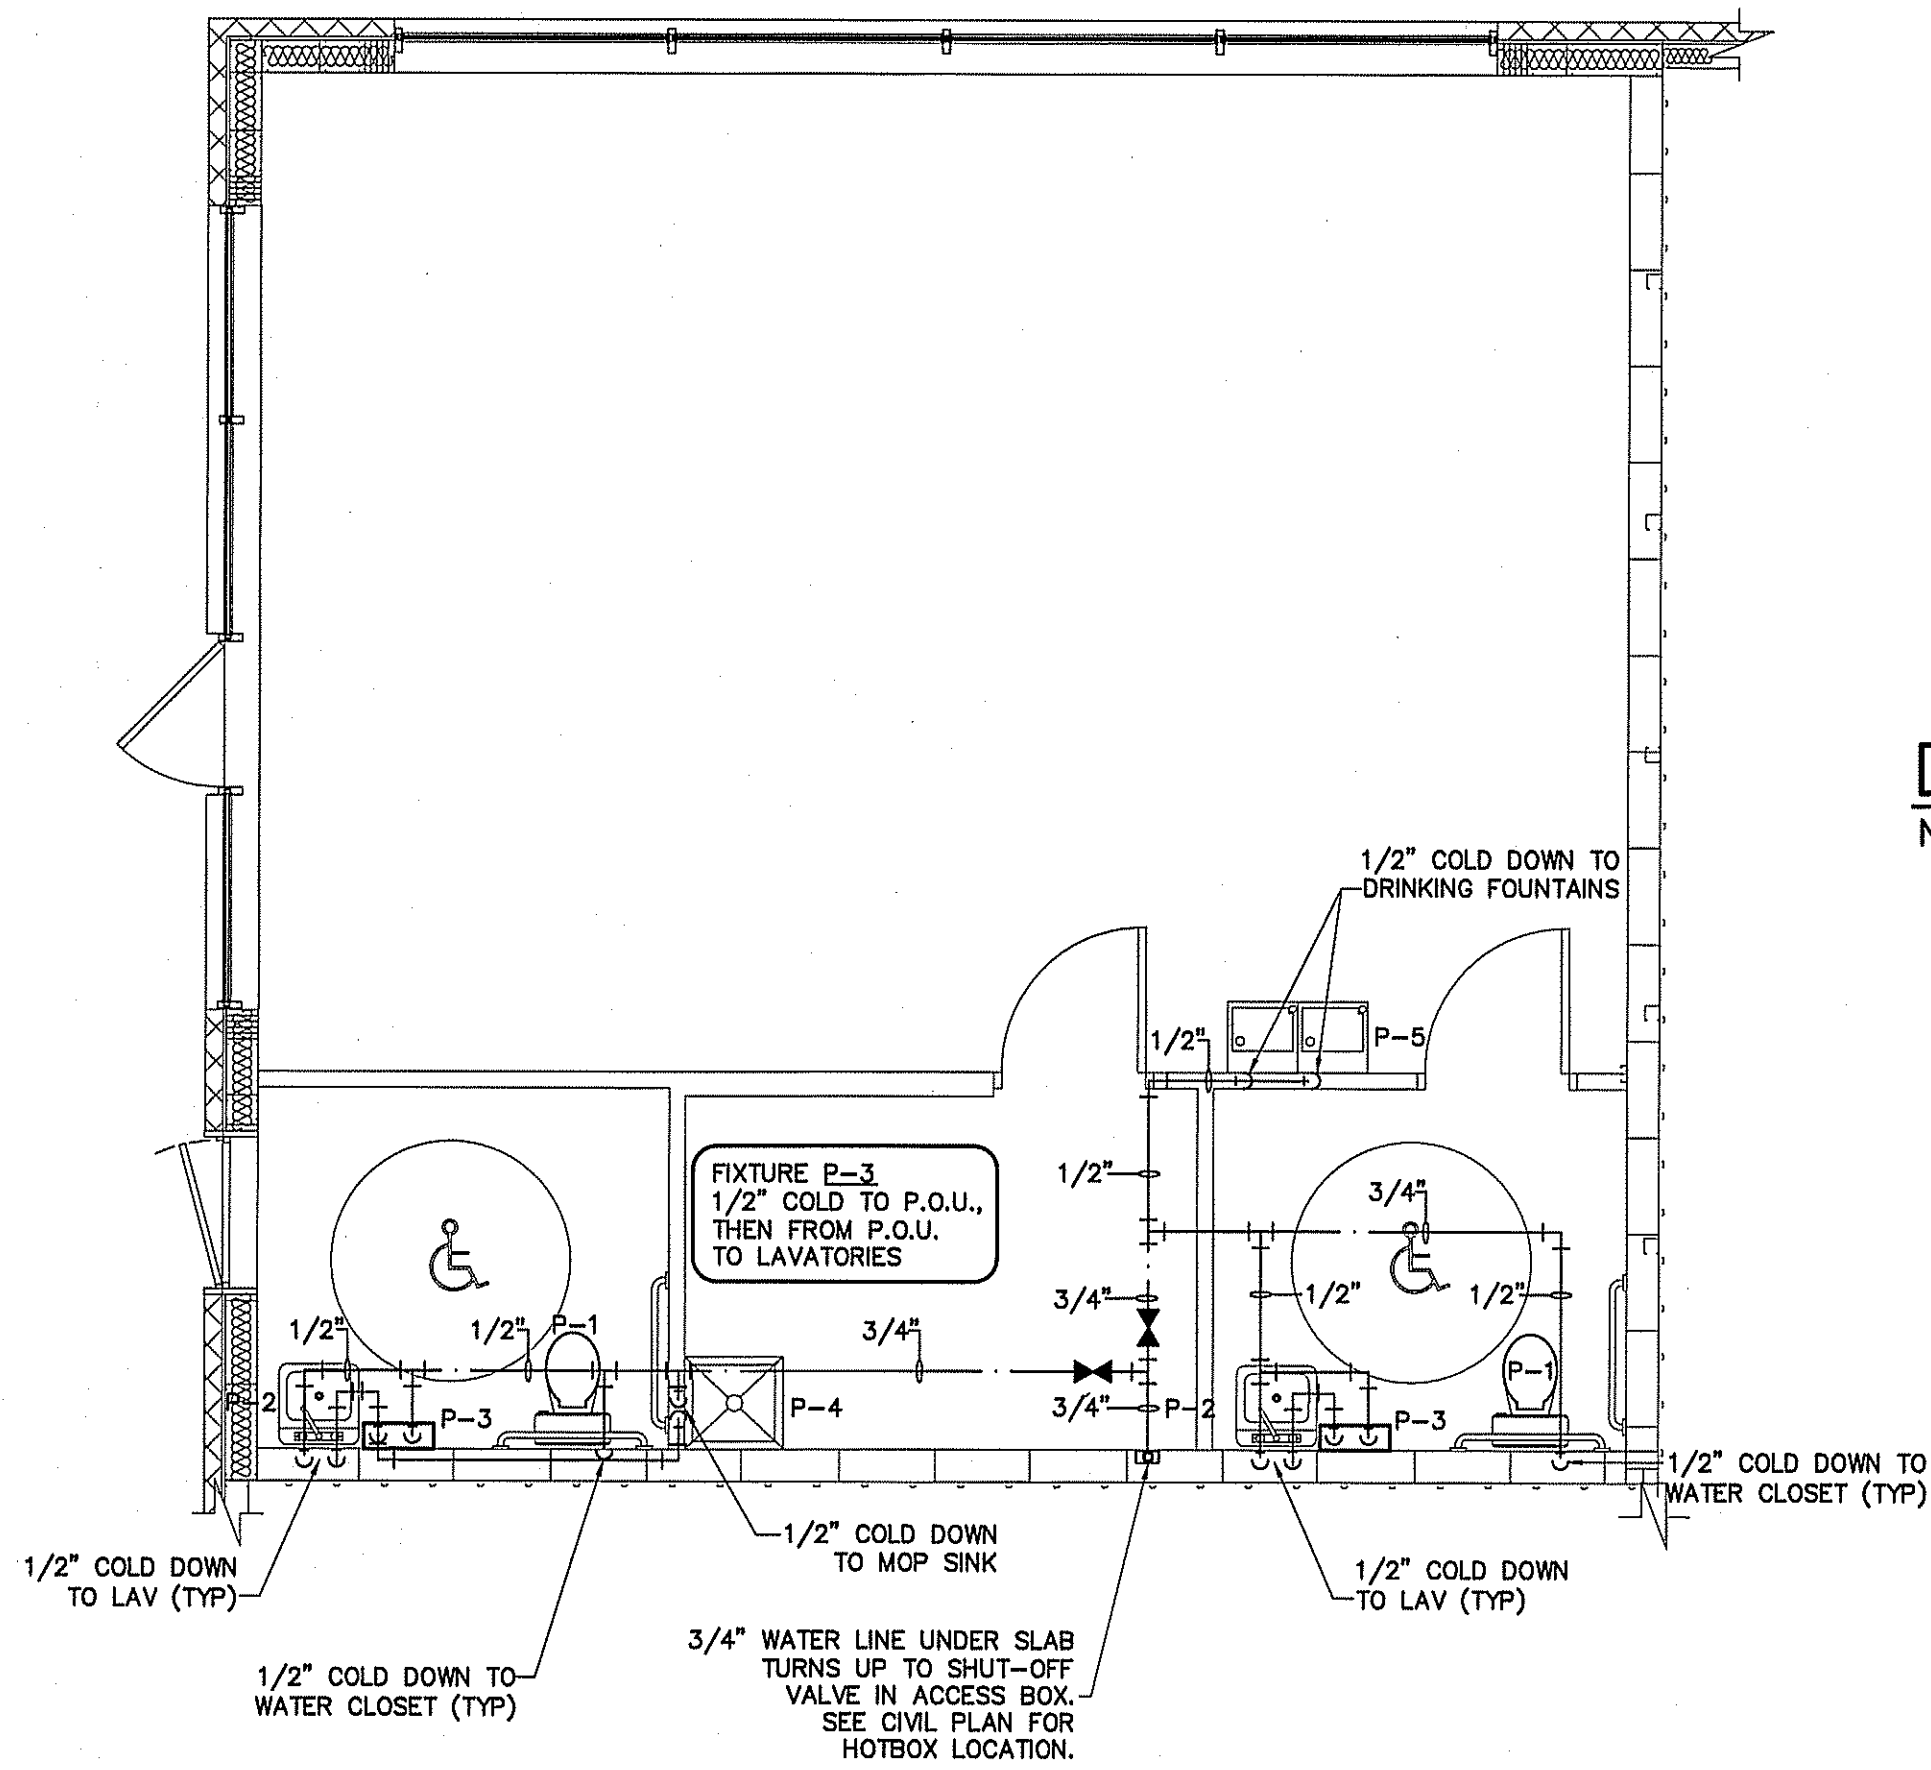 1/2" COLD DOWN TO
DRINKING FOUNTAINS
1/2"
P-5
FIXTURE P-3
1/2" COLD TO P.O.U.,
THEN FROM P.O.U.
TO LAVATORIES
1/2"
3/4"
3/4"
1/2"
1/2"
1/2"
1/2"
P-1
3/4"
P-1
P-2
P-3
P-4
3/4"
P-2
P-3
1/2" COLD DOWN TO
WATER CLOSET (TYP)
1/2" COLD DOWN
TO MOP SINK
1/2" COLD DOWN
TO LAV (TYP)
1/2" COLD DOWN
TO LAV (TYP)
3/4" WATER LINE UNDER SLAB
TURNS UP TO SHUT-OFF
VALVE IN ACCESS BOX.
SEE CIVIL PLAN FOR
HOTBOX LOCATION.
1/2" COLD DOWN TO
WATER CLOSET (TYP)